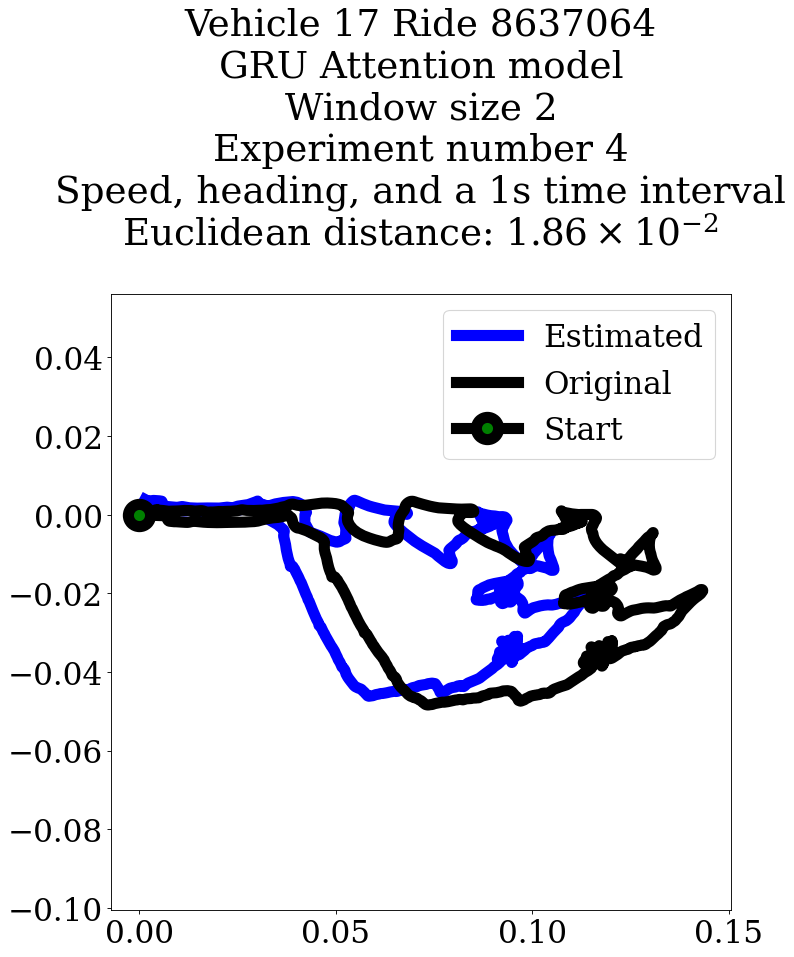 Vehicle 17 Ride 8637064
GRU Attention model
Window size 2
Experiment number 4
Speed, heading, and a 1s time interval
Euclidean distance: 1.86 × 10⁻²
Estimated
Original
Start
0.04
0.02
0.00
−0.02
−0.04
−0.06
−0.08
−0.10
0.00 0.05 0.10 0.15